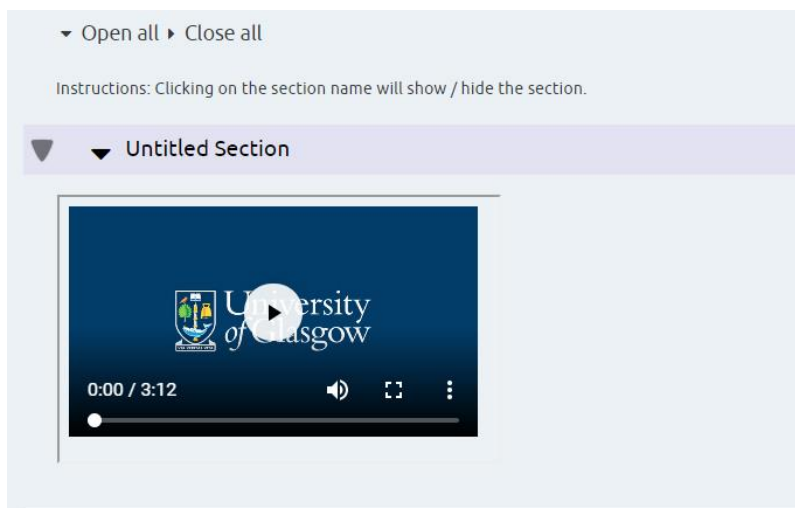 Open all Close all
Instructions: Clicking on the section name will show / hide the section.
Untitled Section
University
of Glasgow
0:00 / 3:12